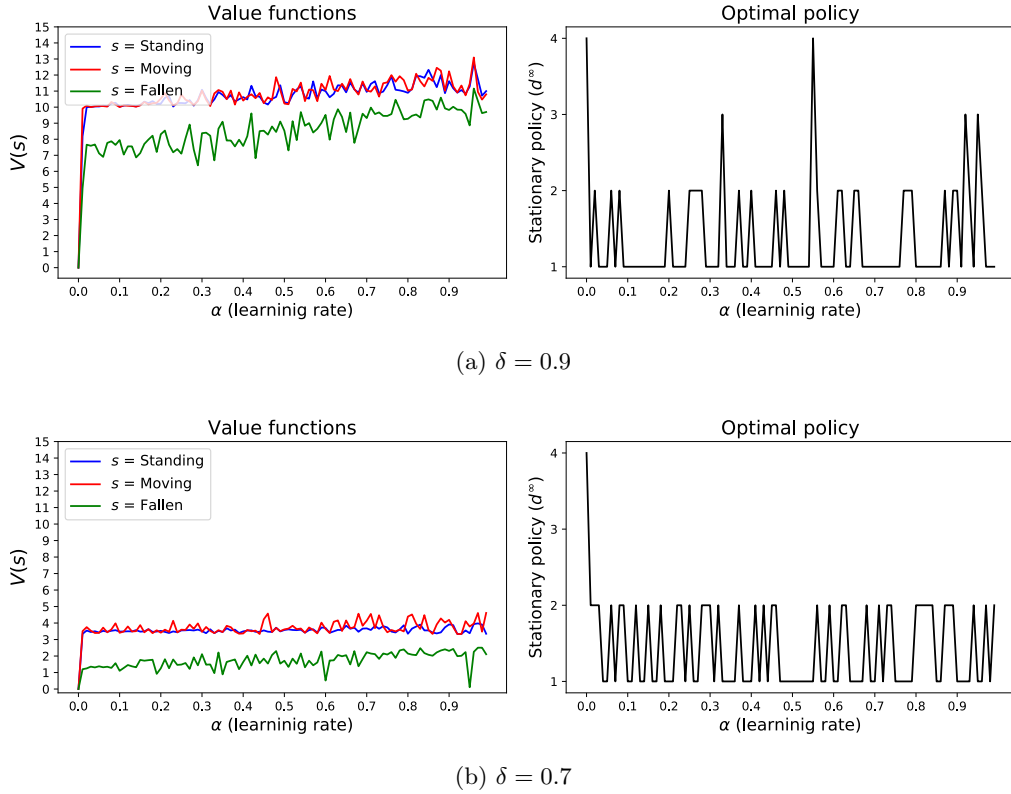 Value functions
15
14
13
12
11
10
9
8
7
6
5
4
3
2
1
0
V(s)
s = Standing
s = Moving
s = Fallen
0.0 0.1 0.2 0.3 0.4 0.5 0.6 0.7 0.8 0.9
α (learninig rate)
Optimal policy
4
3
2
1
Stationary policy (d∞)
0.0 0.1 0.2 0.3 0.4 0.5 0.6 0.7 0.8 0.9
α (learninig rate)
(a) δ = 0.9
Value functions
15
14
13
12
11
10
9
8
7
6
5
4
3
2
1
0
V(s)
s = Standing
s = Moving
s = Fallen
0.0 0.1 0.2 0.3 0.4 0.5 0.6 0.7 0.8 0.9
α (learninig rate)
Optimal policy
4
3
2
1
Stationary policy (d∞)
0.0 0.1 0.2 0.3 0.4 0.5 0.6 0.7 0.8 0.9
α (learninig rate)
(b) δ = 0.7